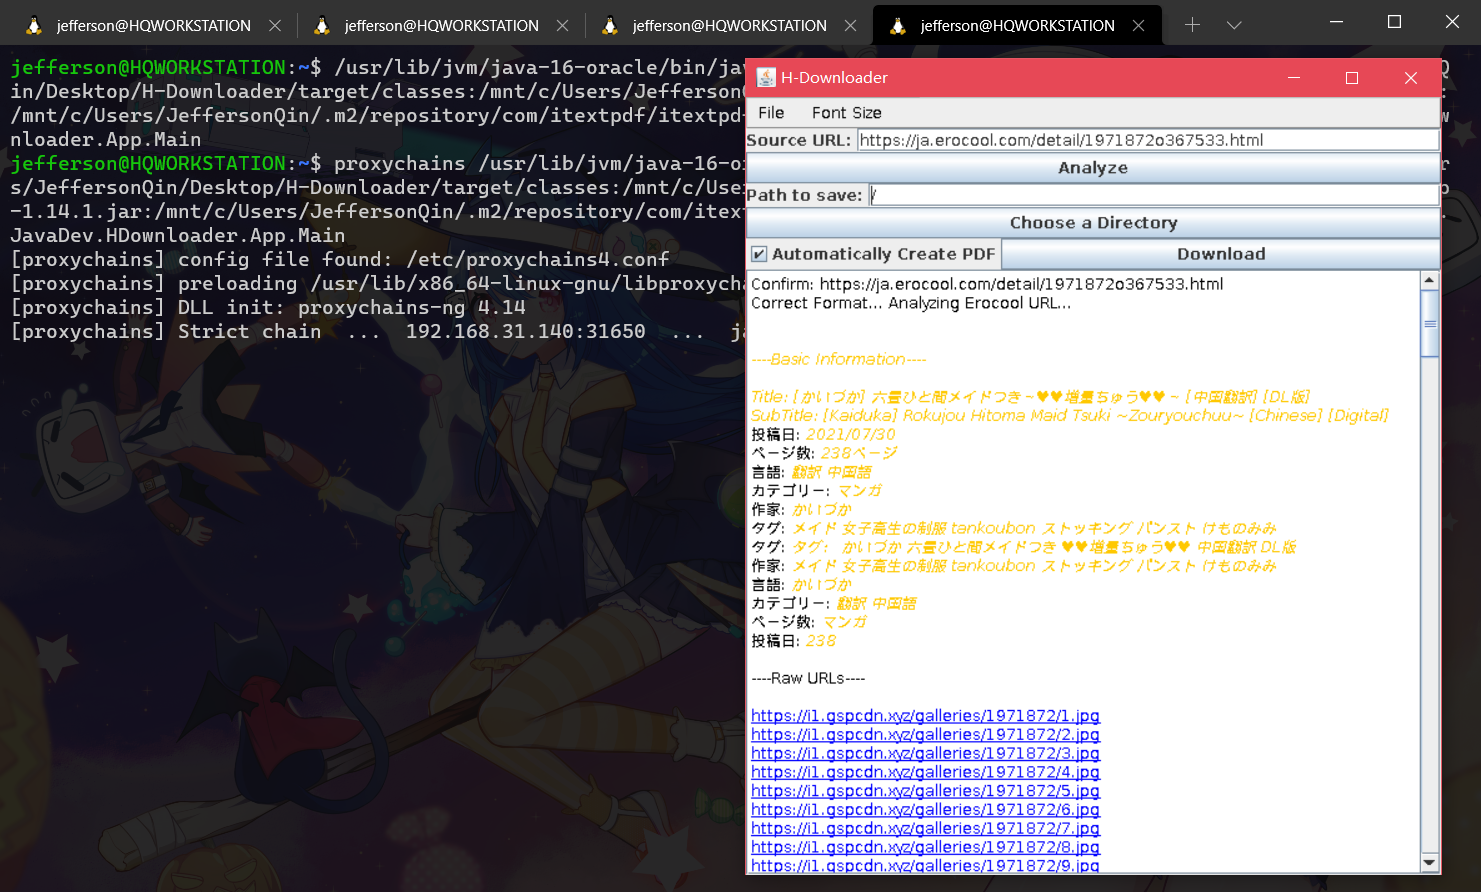 jefferson@HQWORKSTATION
jefferson@HQWORKSTATION
jefferson@HQWORKSTATION
jefferson@HQWORKSTATION
jefferson@HQWORKSTATION:~$ /usr/lib/jvm/java-16-oracle/bin/jav
in/Desktop/H-Downloader/target/classes:/mnt/c/Users/JeffersonQ
/mnt/c/Users/JeffersonQin/.m2/repository/com/itextpdf/itextpd
nloader.App.Main
jefferson@HQWORKSTATION:~$ proxychains /usr/lib/jvm/java-16-o
s/JeffersonQin/Desktop/H-Downloader/target/classes:/mnt/c/Use
-1.14.1.jar:/mnt/c/Users/JeffersonQin/.m2/repository/com/itext
JavaDev.HDownloader.App.Main
[proxychains] config file found: /etc/proxychains4.conf
[proxychains] preloading /usr/lib/x86_64-linux-gnu/libproxycha
[proxychains] DLL init: proxychains-ng 4.14
[proxychains] Strict chain ... 192.168.31.140:31650 ... ja
H-Downloader
File Font Size
Source URL: https://ja.erocool.com/detail/1971872o367533.html
Analyze
Path to save: /
Choose a Directory
Automatically Create PDF Download
Confirm: https://ja.erocool.com/detail/1971872o367533.html
Correct Format... Analyzing Erocool URL...
----Basic Information----
Title: [かいづか] 六畳ひと間メイドつき~♥♥増量ちゅう♥♥~ [中国翻訳] [DL版]
SubTitle: [Kaiduka] Rokujou Hitoma Maid Tsuki ~Zouryouchuu~ [Chinese] [Digital]
投稿日: 2021/07/30
ページ数: 238ページ
言語: 翻訳 中国語
カテゴリー: マンガ
作家: かいづか
タグ: メイド 女子高生の制服 tankoubon ストッキング パンスト けものみみ
タグ: タグ： かいづか 六畳ひと間メイドつき ♥♥増量ちゅう♥♥ 中国翻訳 DL版
作家: メイド 女子高生の制服 tankoubon ストッキング パンスト けものみみ
言語: かいづか
カテゴリー: 翻訳 中国語
ページ数: マンガ
投稿日: 238
----Raw URLs----
https://i1.gspcdn.xyz/galleries/1971872/1.jpg
https://i1.gspcdn.xyz/galleries/1971872/2.jpg
https://i1.gspcdn.xyz/galleries/1971872/3.jpg
https://i1.gspcdn.xyz/galleries/1971872/4.jpg
https://i1.gspcdn.xyz/galleries/1971872/5.jpg
https://i1.gspcdn.xyz/galleries/1971872/6.jpg
https://i1.gspcdn.xyz/galleries/1971872/7.jpg
https://i1.gspcdn.xyz/galleries/1971872/8.jpg
https://i1.gspcdn.xyz/galleries/1971872/9.jpg